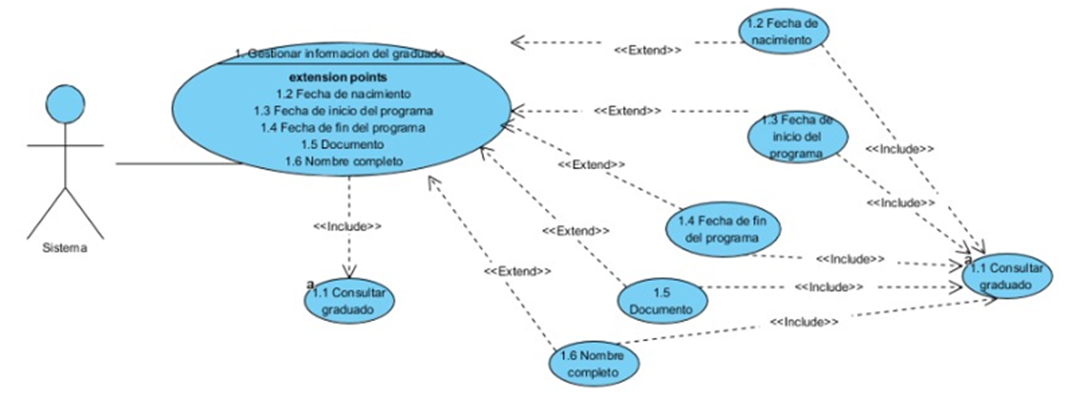 1. Gestionar informacion del graduado
extension points
1.2 Fecha de nacimiento
1.3 Fecha de inicio del programa
1.4 Fecha de fin del programa
1.5 Documento
1.6 Nombre completo
Sistema
<<Include>>
a
1.1 Consultar
graduado
<<Extend>>
1.2 Fecha de
nacimiento
<<Extend>>
1.3 Fecha de
inicio del
programa
<<Include>>
<<Extend>>
1.4 Fecha de fin
del programa
<<Include>>
<<Extend>>
1.5
Documento
<<Include>>
<<Include>>
<<Extend>>
1.6 Nombre
completo
<<Include>>
a
1.1 Consultar
graduado